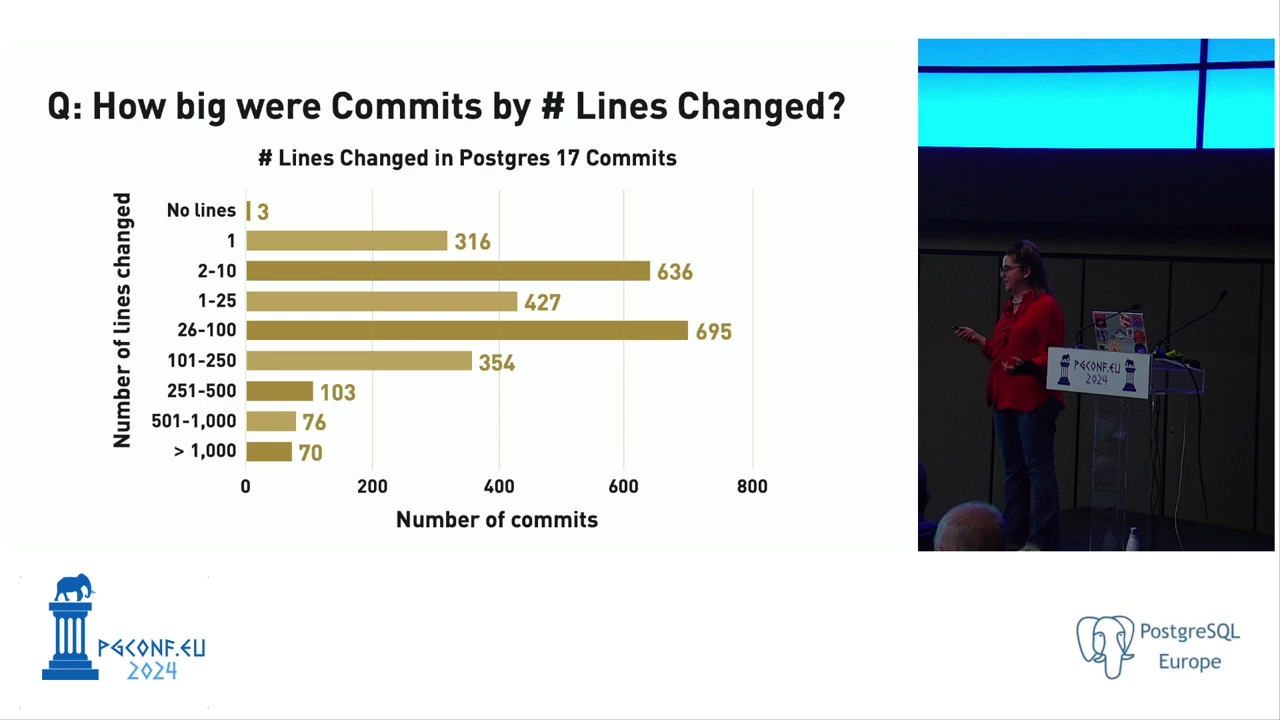 Q: How big were Commits by # Lines Changed?
# Lines Changed in Postgres 17 Commits
Number of lines changed
No lines 3
1 316
2-10 636
1-25 427
26-100 695
101-250 354
251-500 103
501-1,000 76
> 1,000 70
0 200 400 600 800
Number of commits
PGCONF.EU
2024
PGCONF.EU
2024
PostgreSQL
Europe